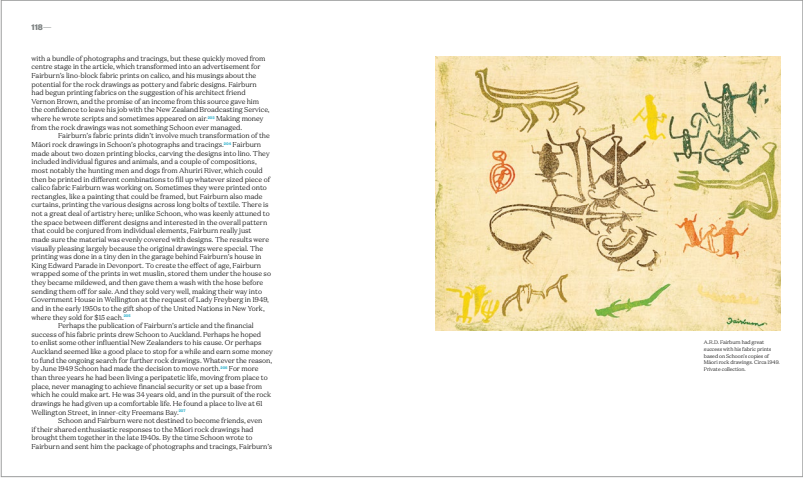 118—
with a bundle of photographs and tracings, but these quickly moved from
centre stage in the article, which transformed into an advertisement for
Fairburn's lino-block fabric prints on calico, and his musings about the
potential for the rock drawings as pottery and fabric designs. Fairburn
had begun printing fabrics on the suggestion of his architect friend
Vernon Brown, and the promise of an income from this source gave him
the confidence to leave his job with the New Zealand Broadcasting Service,
where he wrote scripts and sometimes appeared on air. Making money
from the rock drawings was not something Schoon ever managed.
Fairburn's fabric prints didn't involve much transformation of the
Māori rock drawings in Schoon's photographs and tracings. Fairburn
made about two dozen printing blocks, carving the designs into lino. They
included individual figures and animals, and a couple of compositions,
most notably the hunting men and dogs from Ahuriri River, which could
then be printed in different combinations to fill up whatever sized piece of
calico fabric Fairburn was working on. Sometimes they were printed onto
rectangles, like a painting that could be framed, but Fairburn also made
curtains, printing the various designs across long bolts of textile. There is
not a great deal of artistry here; unlike Schoon, who was keenly attuned to
the space between different designs and interested in the overall pattern
that could be conjured from individual elements, Fairburn really just
made sure the material was evenly covered with designs. The results were
visually pleasing largely because the original drawings were special. The
printing was done in a tiny den in the garage behind Fairburn's house in
King Edward Parade in Devonport. To create the effect of age, Fairburn
wrapped some of the prints in wet muslin, stored them under the house so
they became mildewed, and then gave them a wash with the hose before
sending them off for sale. And they sold very well, making their way into
Government House in Wellington at the request of Lady Freyberg in 1949,
and in the early 1950s to the gift shop of the United Nations in New York,
where they sold for $15 each.
Perhaps the publication of Fairburn's article and the financial
success of his fabric prints drew Schoon to Auckland. Perhaps he hoped
to enlist some other influential New Zealanders to his cause. Or perhaps
Auckland seemed like a good place to stop for a while and earn some money
to fund the ongoing search for further rock drawings. Whatever the reason,
by June 1949 Schoon had made the decision to move north. For more
than three years he had been living a peripatetic life, moving from place to
place, never managing to achieve financial security or set up a base from
which he could make art. He was 34 years old, and in the pursuit of the rock
drawings he had given up a comfortable life. He found a place to live at 61
Wellington Street, in inner-city Freemans Bay.
Schoon and Fairburn were not destined to become friends, even
if their shared enthusiastic responses to the Māori rock drawings had
brought them together in the late 1940s. By the time Schoon wrote to
Fairburn and sent him the package of photographs and tracings, Fairburn's
Fairburn
A.R.D. Fairburn had great
success with his fabric prints
based on Schoon's copies of
Māori rock drawings. Circa 1949.
Private collection.